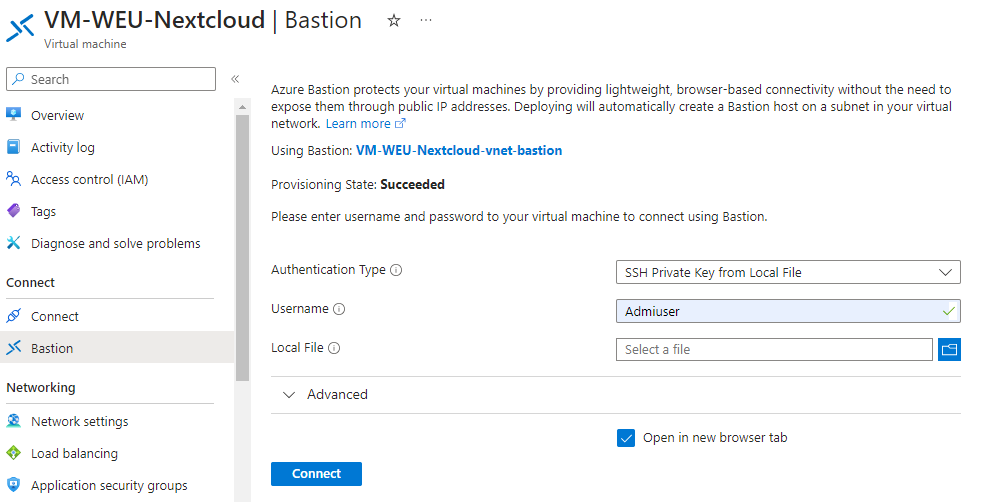 VM-WEU-Nextcloud | Bastion
Virtual machine
Search
Overview
Activity log
Access control (IAM)
Tags
Diagnose and solve problems
Connect
Connect
Bastion
Networking
Network settings
Load balancing
Application security groups
Azure Bastion protects your virtual machines by providing lightweight, browser-based connectivity without the need to
expose them through public IP addresses. Deploying will automatically create a Bastion host on a subnet in your virtual
network. Learn more
Using Bastion: VM-WEU-Nextcloud-vnet-bastion
Provisioning State: Succeeded
Please enter username and password to your virtual machine to connect using Bastion.
Authentication Type
SSH Private Key from Local File
Username
Admiuser
Local File
Select a file
Advanced
Open in new browser tab
Connect